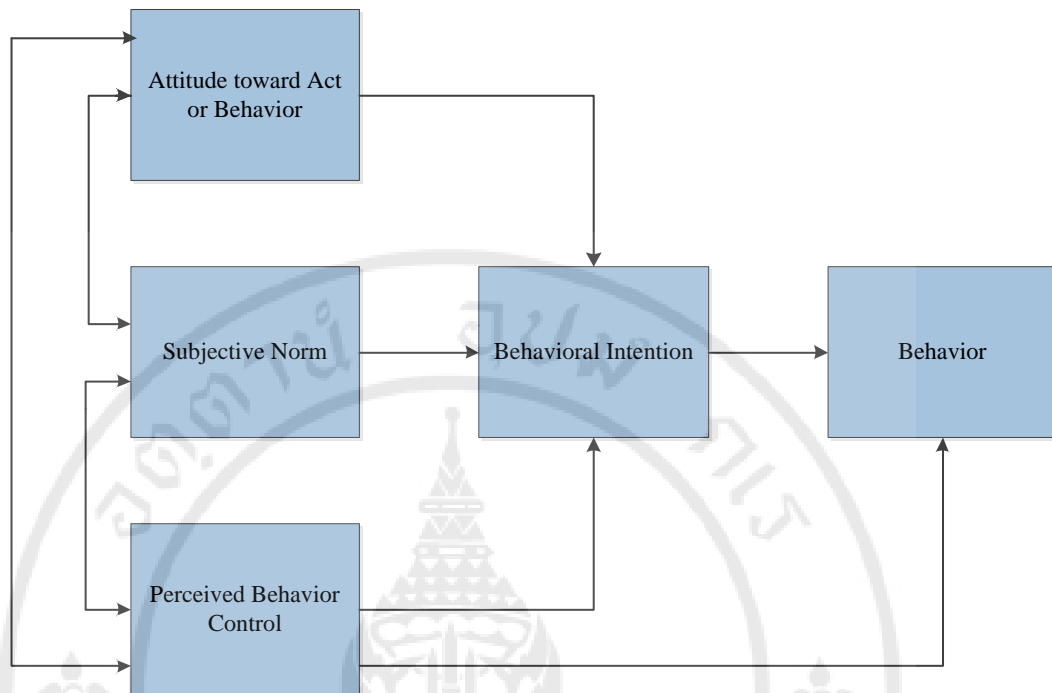 Attitude toward Act
or Behavior
Subjective Norm
Behavioral Intention
Behavior
Perceived Behavior
Control